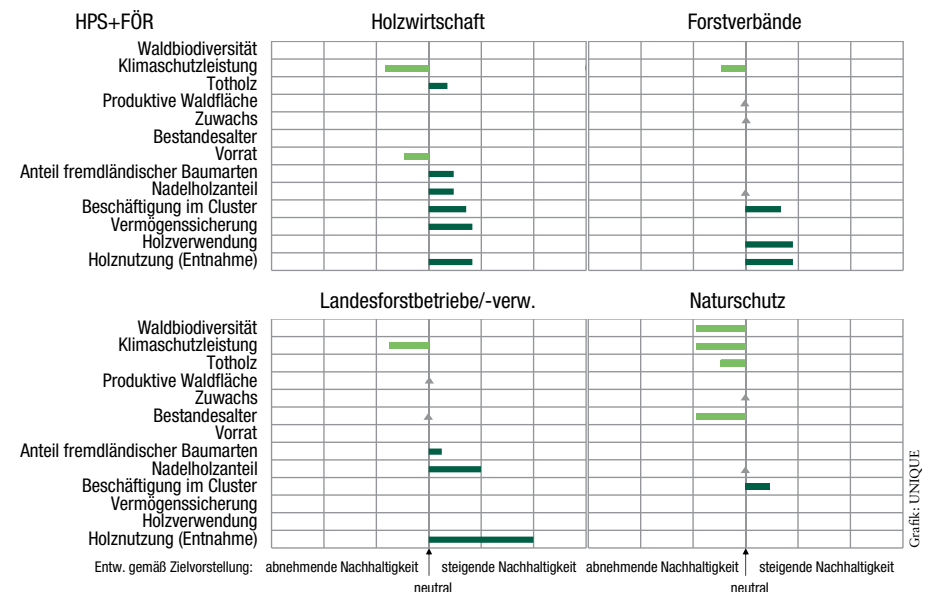 HPS+FÖR Holzwirtschaft Forstverbände
Waldbiodiversität
Klimaschutzleistung
Totholz
Produktive Waldfläche
Zuwachs
Bestandesalter
Vorrat
Anteil fremdländischer Baumarten
Nadelholzanteil
Beschäftigung im Cluster
Vermögenssicherung
Holzverwendung
Holznutzung (Entnahme)
Landesforstbetriebe/-verw. Naturschutz
Waldbiodiversität
Klimaschutzleistung
Totholz
Produktive Waldfläche
Zuwachs
Bestandesalter
Vorrat
Anteil fremdländischer Baumarten
Nadelholzanteil
Beschäftigung im Cluster
Vermögenssicherung
Holzverwendung
Holznutzung (Entnahme)
Entw. gemäß Zielvorstellung: abnehmende Nachhaltigkeit steigende Nachhaltigkeit abnehmende Nachhaltigkeit steigende Nachhaltigkeit
neutral neutral
Grafik: UNIQUE